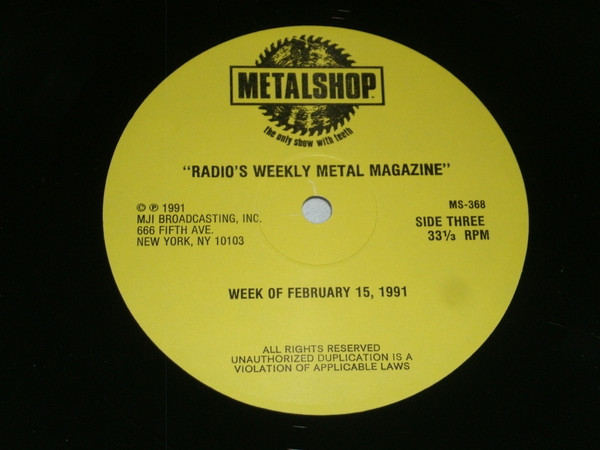 METALSHOP
the only show with teeth
"RADIO'S WEEKLY METAL MAGAZINE"
© ℗ 1991
MJI BROADCASTING, INC.
666 FIFTH AVE.
NEW YORK, NY 10103
MS-368
SIDE THREE
33⅓ RPM
WEEK OF FEBRUARY 15, 1991
ALL RIGHTS RESERVED
UNAUTHORIZED DUPLICATION IS A
VIOLATION OF APPLICABLE LAWS